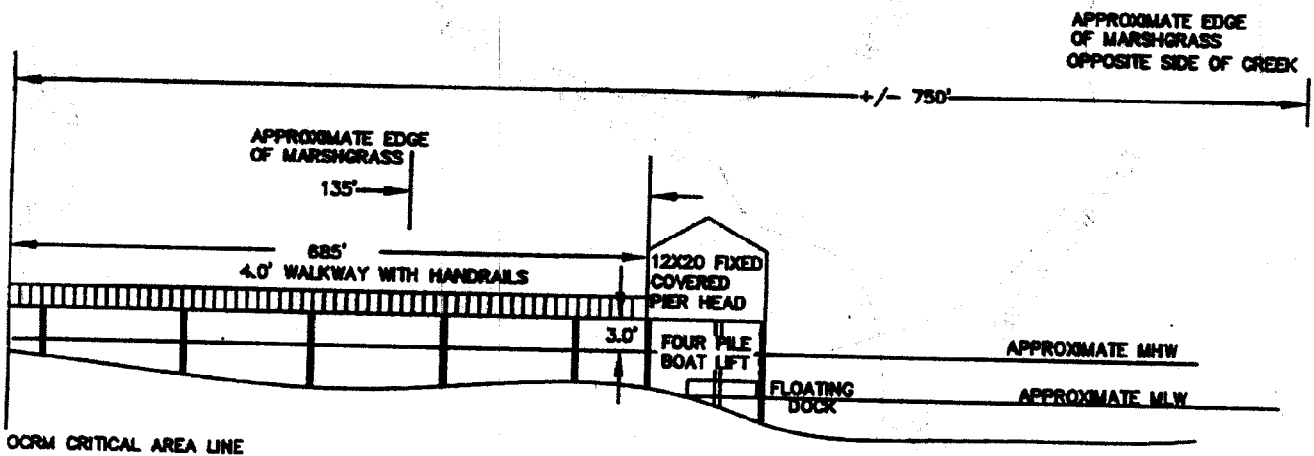 APPROXIMATE EDGE
OF MARSHGRASS
OPPOSITE SIDE OF CREEK
+/- 750'
APPROXIMATE EDGE
OF MARSHGRASS
135'
685'
4.0' WALKWAY WITH HANDRAILS
12X20 FIXED
COVERED
PIER HEAD
3.0'
FOUR PILE
BOAT LIFT
APPROXIMATE MHW
FLOATING
DOCK
APPROXIMATE MLW
OCRM CRITICAL AREA LINE